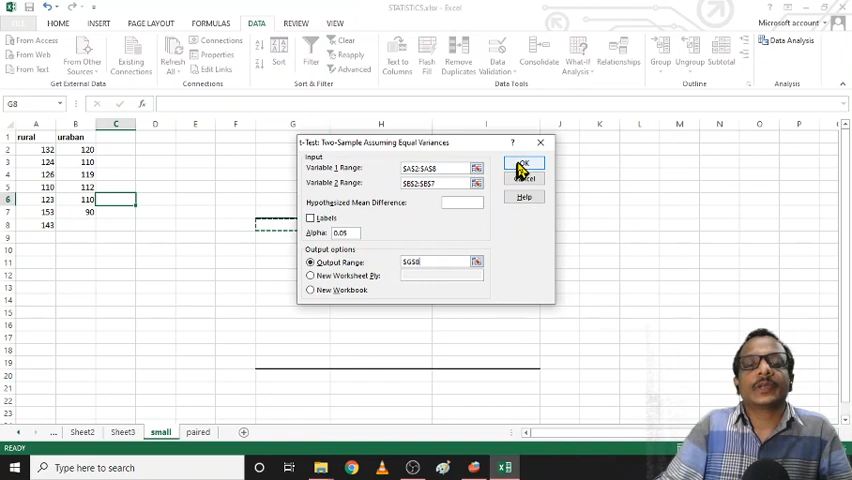 STATISTICS.xlsx - Excel
FILE HOME INSERT PAGE LAYOUT FORMULAS DATA REVIEW VIEW Microsoft account
From Access
From Web
From Text
From Other Sources
Existing Connections
Refresh All
Connections
Properties
Edit Links
Sort
Filter
Clear
Reapply
Advanced
Text to Columns
Flash Fill
Remove Duplicates
Data Validation
Consolidate
What-If Analysis
Relationships
Group
Ungroup
Subtotal
Data Analysis
Get External Data Connections Sort & Filter Data Tools Outline Analysis
G8
A B C D E F G H I J K L M N
1 rural uraban
2 132 120
3 124 110
4 126 119
5 110 112
6 123 110
7 153 90
8 143
9
10
11
12
13
14
15
16
17
18
19
20
21
22
23
t-Test: Two-Sample Assuming Equal Variances ?
Input
Variable 1 Range: $A$2:$A$8
Variable 2 Range: $B$2:$B$7
Hypothesized Mean Difference:
Labels
Alpha: 0.05
Output options
Output Range: $G$8
New Worksheet Ply:
New Workbook
OK
Cancel
Help
... Sheet2 Sheet3 small paired
READY
Type here to search